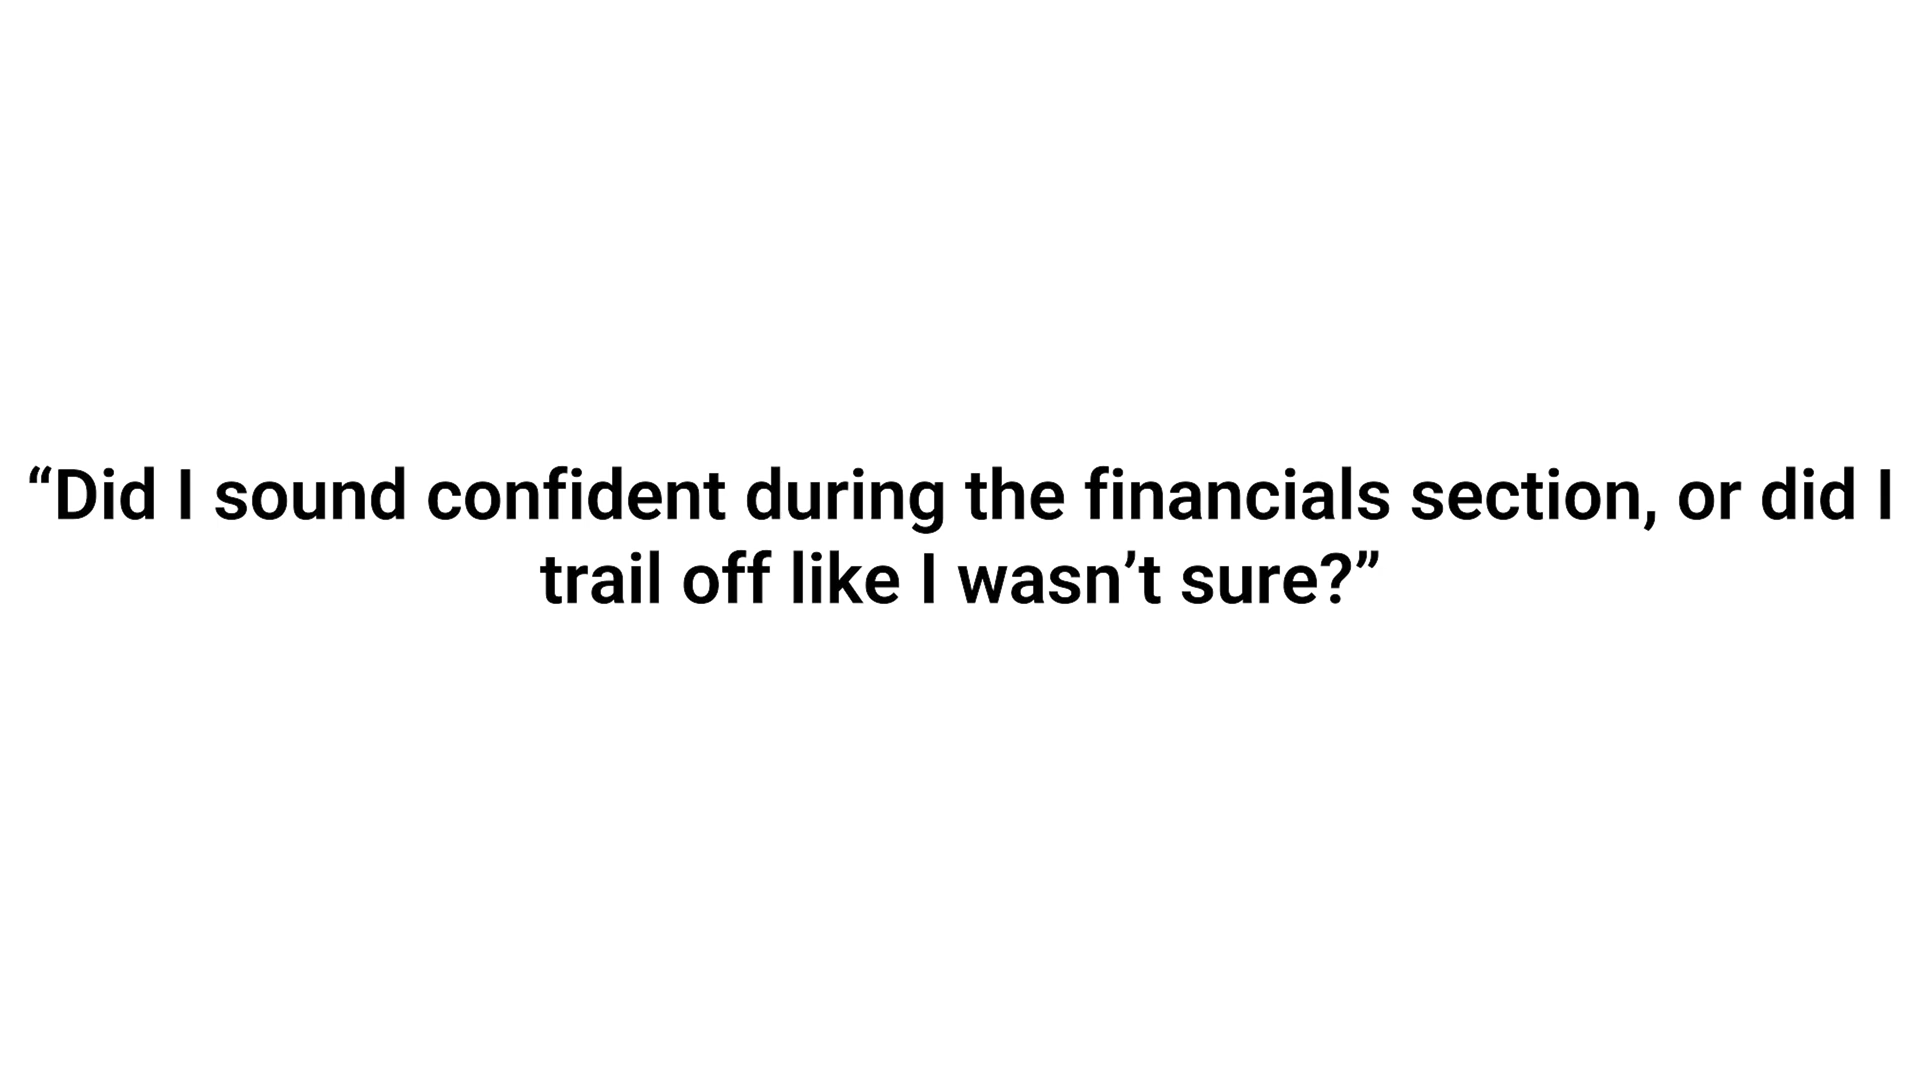 “Did I sound confident during the financials section, or did I
trail off like I wasn’t sure?”